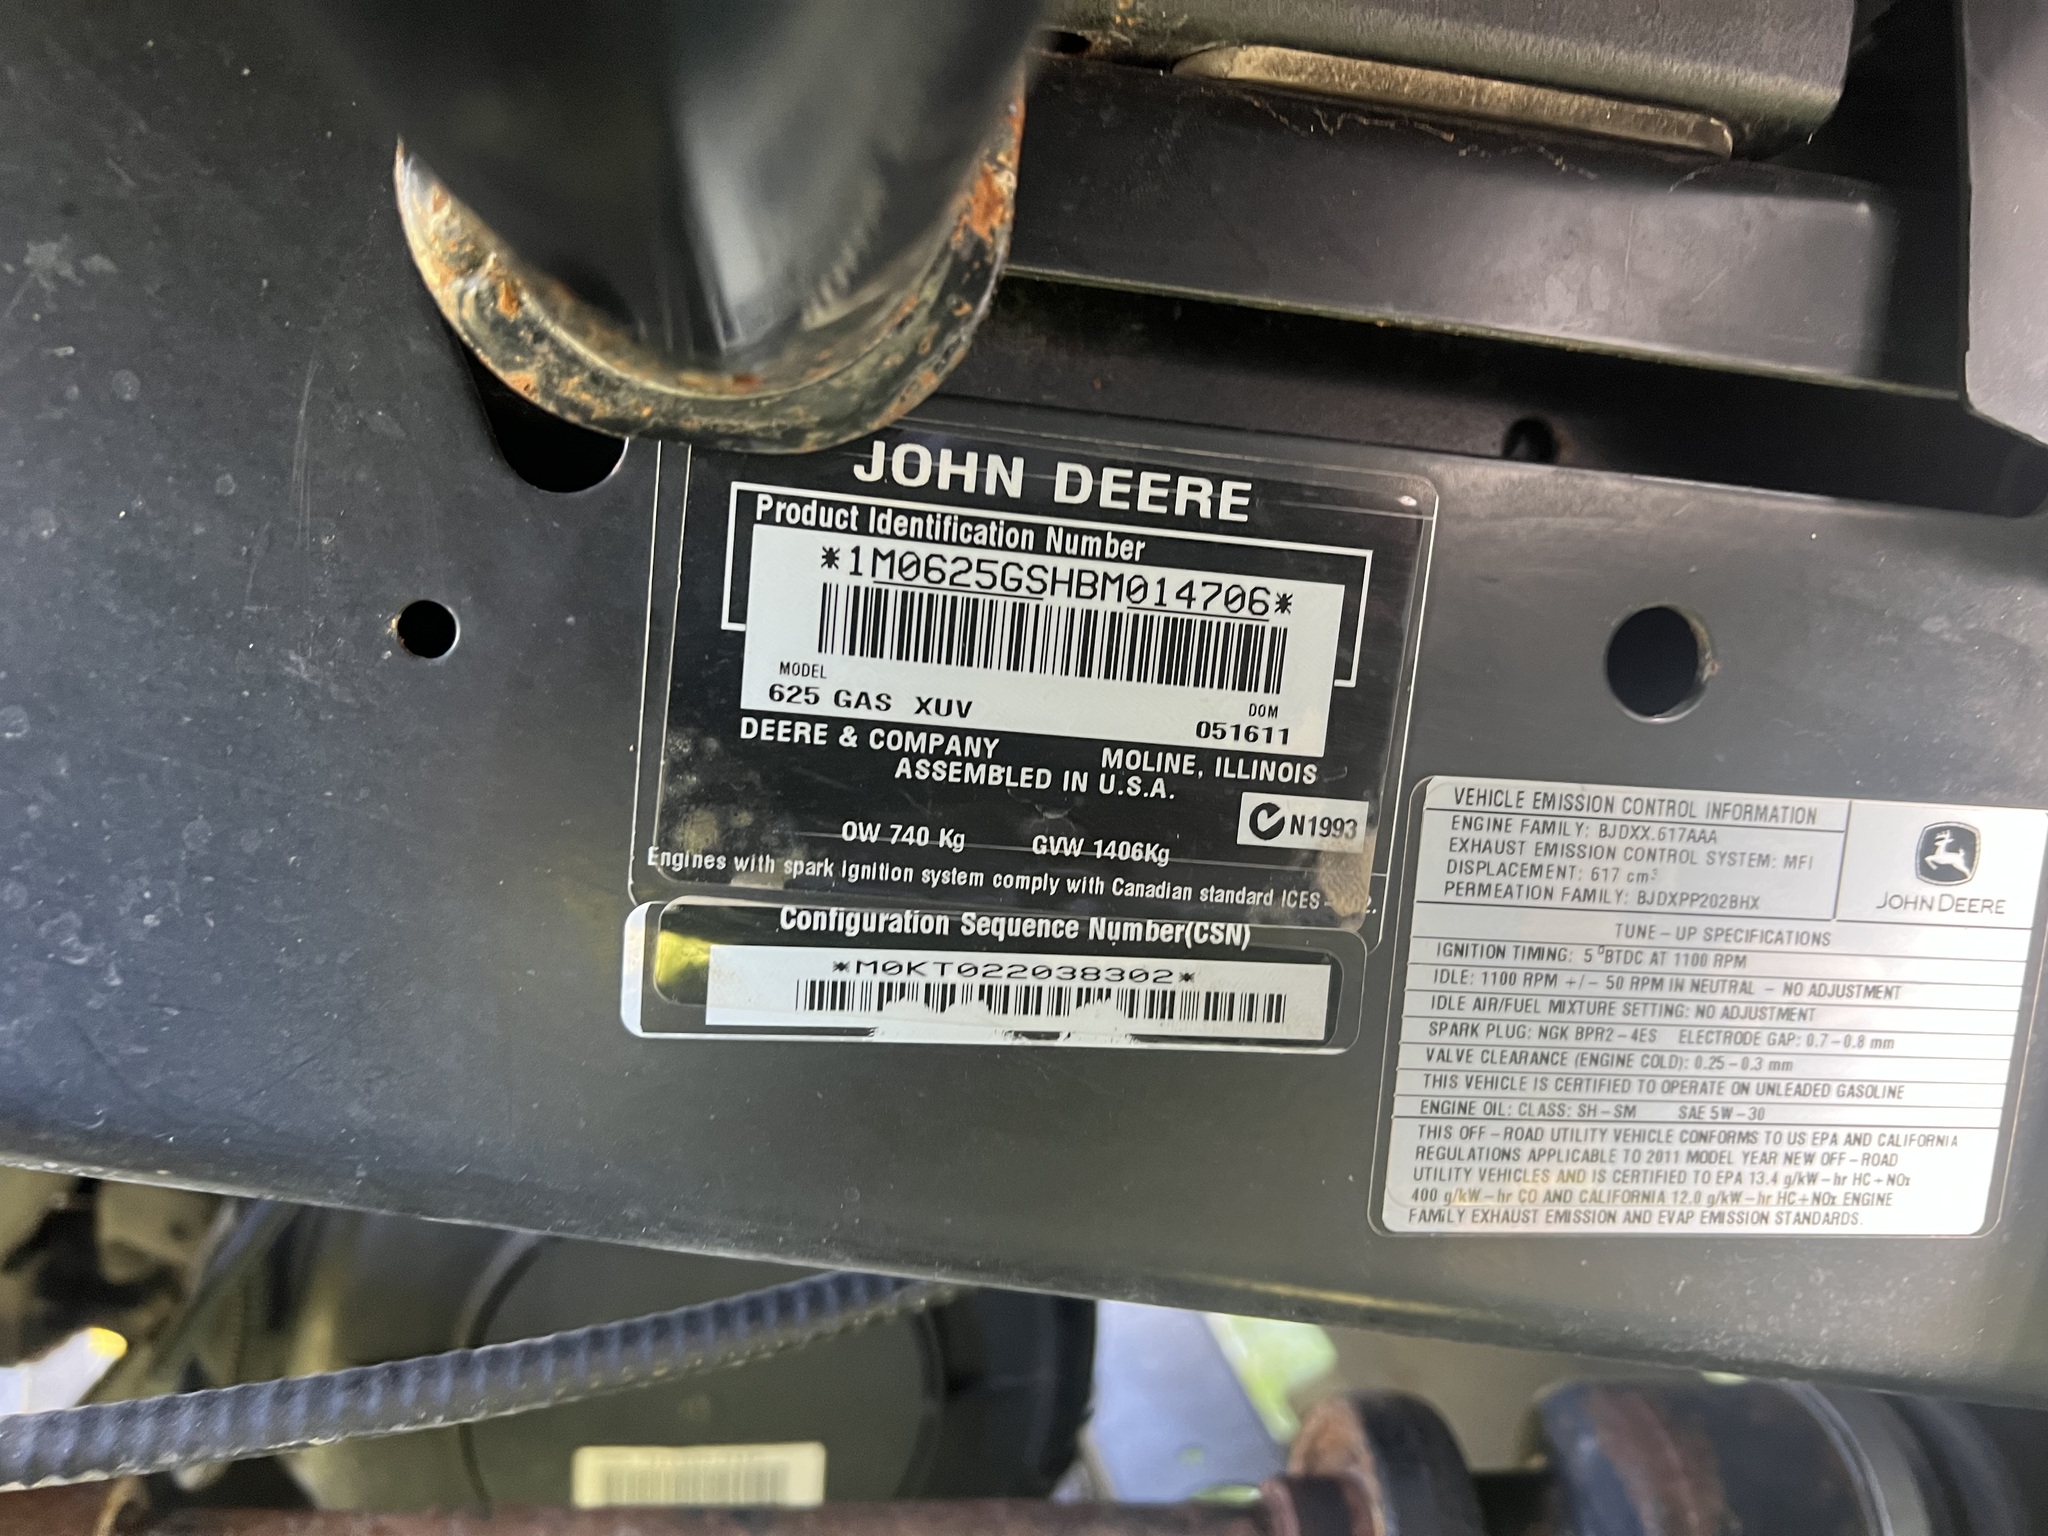 JOHN DEERE
Product Identification Number
*1M0625GSHBM014706*
MODEL
625 GAS XUV
DOM
051611
DEERE & COMPANY MOLINE, ILLINOIS
ASSEMBLED IN U.S.A.
N1993
OW 740 Kg GVW 1406Kg
Engines with spark ignition system comply with Canadian standard ICES -
Configuration Sequence Number(CSN)
*M0KT022038302*
VEHICLE EMISSION CONTROL INFORMATION
ENGINE FAMILY: BJDXX.617AAA
EXHAUST EMISSION CONTROL SYSTEM: MFI
DISPLACEMENT: 617 cm³
PERMEATION FAMILY: BJDXPP202BHX
JOHN DEERE
TUNE-UP SPECIFICATIONS
IGNITION TIMING: 5 °BTDC AT 1100 RPM
IDLE: 1100 RPM +/- 50 RPM IN NEUTRAL - NO ADJUSTMENT
IDLE AIR/FUEL MIXTURE SETTING: NO ADJUSTMENT
SPARK PLUG: NGK BPR2-4ES ELECTRODE GAP: 0.7-0.8 mm
VALVE CLEARANCE (ENGINE COLD): 0.25-0.3 mm
THIS VEHICLE IS CERTIFIED TO OPERATE ON UNLEADED GASOLINE
ENGINE OIL: CLASS: SH-SM SAE 5W-30
THIS OFF-ROAD UTILITY VEHICLE CONFORMS TO US EPA AND CALIFORNIA
REGULATIONS APPLICABLE TO 2011 MODEL YEAR NEW OFF-ROAD
UTILITY VEHICLES AND IS CERTIFIED TO EPA 13.4 g/kW-hr HC+NOx
400 g/kW-hr CO AND CALIFORNIA 12.0 g/kW-hr HC+NOx ENGINE
FAMILY EXHAUST EMISSION AND EVAP EMISSION STANDARDS.